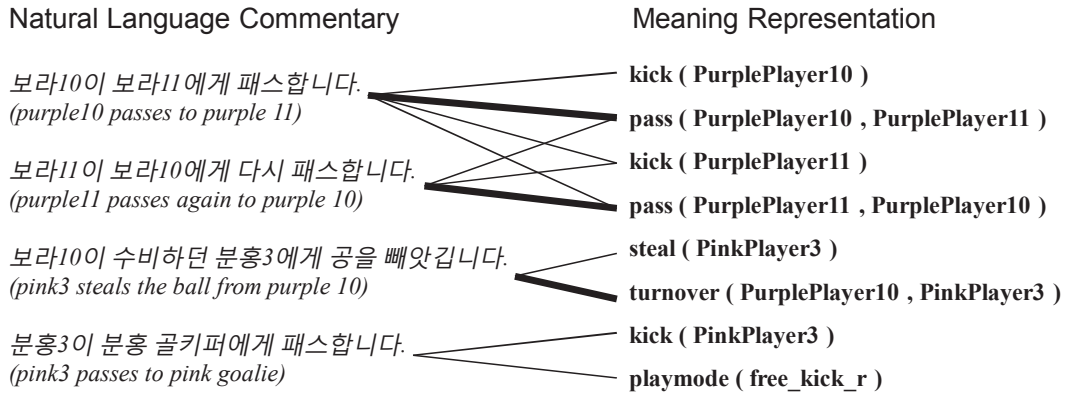 Natural Language Commentary
Meaning Representation
보라10이 보라11에게 패스합니다.
(purple10 passes to purple 11)
보라11이 보라10에게 다시 패스합니다.
(purple11 passes again to purple 10)
보라10이 수비하던 분홍3에게 공을 빼앗깁니다.
(pink3 steals the ball from purple 10)
분홍3이 분홍 골키퍼에게 패스합니다.
(pink3 passes to pink goalie)
kick ( PurplePlayer10 )
pass ( PurplePlayer10 , PurplePlayer11 )
kick ( PurplePlayer11 )
pass ( PurplePlayer11 , PurplePlayer10 )
steal ( PinkPlayer3 )
turnover ( PurplePlayer10 , PinkPlayer3 )
kick ( PinkPlayer3 )
playmode ( free_kick_r )